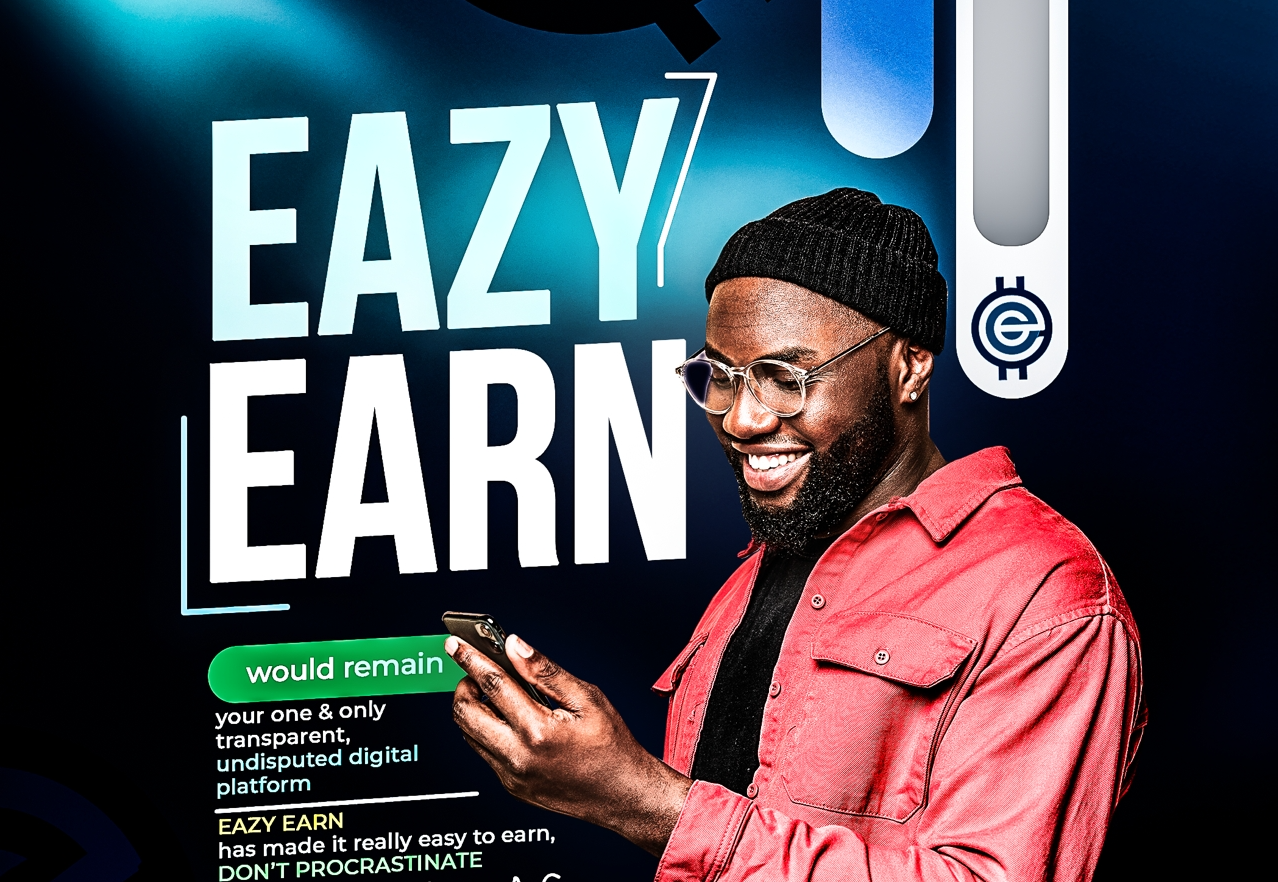 EAZY
EARN
would remain
your one & only
transparent,
undisputed digital
platform
EAZY EARN
has made it really easy to earn,
DON'T PROCRASTINATE